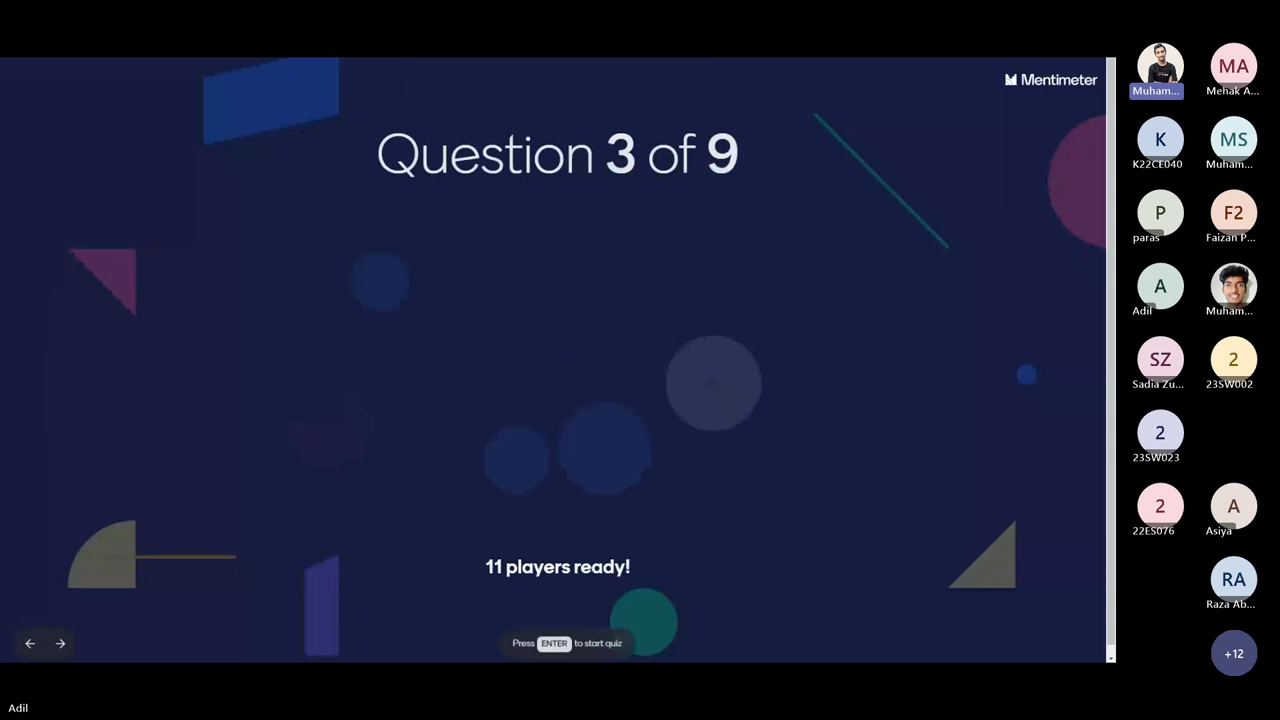 Mentimeter
Question 3 of 9
11 players ready!
Press ENTER to start quiz
Muham...
MA
Mehak A...
K
K22CE040
MS
Muham...
P
paras
F2
Faizan P...
A
Adil
Muham...
SZ
Sadia Zu...
2
23SW002
2
23SW023
2
22ES076
A
Asiya
RA
Raza Ab...
+12
Adil